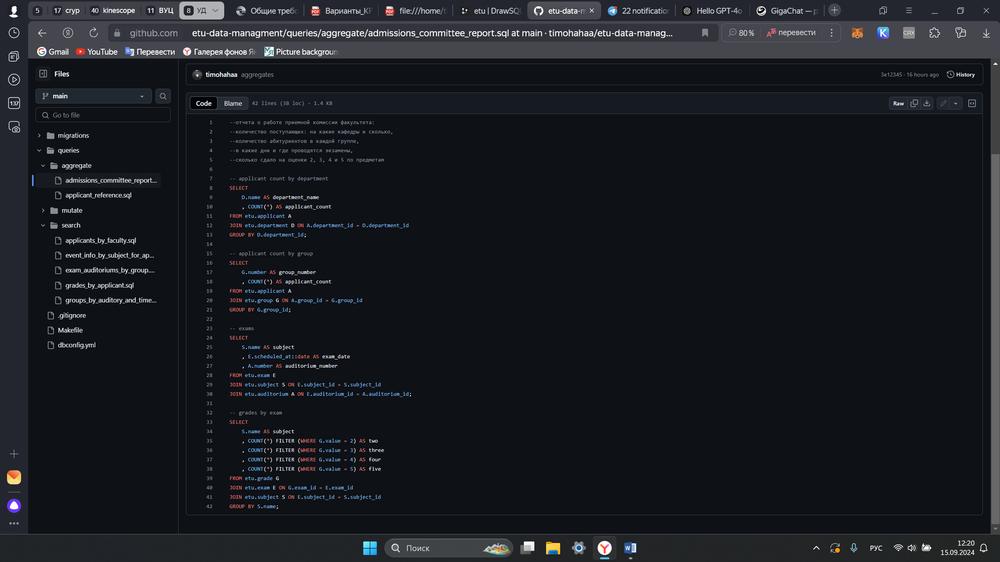 5
17 cryp
40 kinescope
11 ВУЦ
8 УД
Общие требо
Варианты_КР
file:///home/ti
etu | DrawSQL
etu-data-m
22 notification
Hello GPT-4o
GigaChat — р
github.com
etu-data-managment/queries/aggregate/admissions_committee_report.sql at main · timohahaa/etu-data-manag...
80 %
перевести
CRX
Gmail
YouTube
Перевести
Галерея фонов Ян
Picture backgroun
137
Files
main
Go to file
migrations
queries
aggregate
admissions_committee_report...
applicant_reference.sql
mutate
search
applicants_by_faculty.sql
event_info_by_subject_for_ap...
exam_auditoriums_by_group....
grades_by_applicant.sql
groups_by_auditory_and_time...
.gitignore
Makefile
dbconfig.yml
timohahaa aggregates
3e12345 · 16 hours ago
History
Code
Blame
42 lines (38 loc) · 1.4 KB
Raw
1 --отчета о работе приемной комиссии факультета:
2 --количество поступающих: на какие кафедры и сколько,
3 --количество абитуриентов в каждой группе,
4 --в какие дни и где проводятся экзамены,
5 --сколько сдало на оценки 2, 3, 4 и 5 по предметам
6
7 -- applicant count by department
8 SELECT
9 D.name AS department_name
10 , COUNT(*) AS applicant_count
11 FROM etu.applicant A
12 JOIN etu.department D ON A.department_id = D.department_id
13 GROUP BY D.department_id;
14
15 -- applicant count by group
16 SELECT
17 G.number AS group_number
18 , COUNT(*) AS applicant_count
19 FROM etu.applicant A
20 JOIN etu.group G ON A.group_id = G.group_id
21 GROUP BY G.group_id;
22
23 -- exams
24 SELECT
25 S.name AS subject
26 , E.scheduled_at::date AS exam_date
27 , A.number AS auditorium_number
28 FROM etu.exam E
29 JOIN etu.subject S ON E.subject_id = S.subject_id
30 JOIN etu.auditorium A ON E.auditorium_id = A.auditorium_id;
31
32 -- grades by exam
33 SELECT
34 S.name AS subject
35 , COUNT(*) FILTER (WHERE G.value = 2) AS two
36 , COUNT(*) FILTER (WHERE G.value = 3) AS three
37 , COUNT(*) FILTER (WHERE G.value = 4) AS four
38 , COUNT(*) FILTER (WHERE G.value = 5) AS five
39 FROM etu.grade G
40 JOIN etu.exam E ON G.exam_id = E.exam_id
41 JOIN etu.subject S ON E.subject_id = S.subject_id
42 GROUP BY S.name;
Поиск
РУС
12:20
15.09.2024